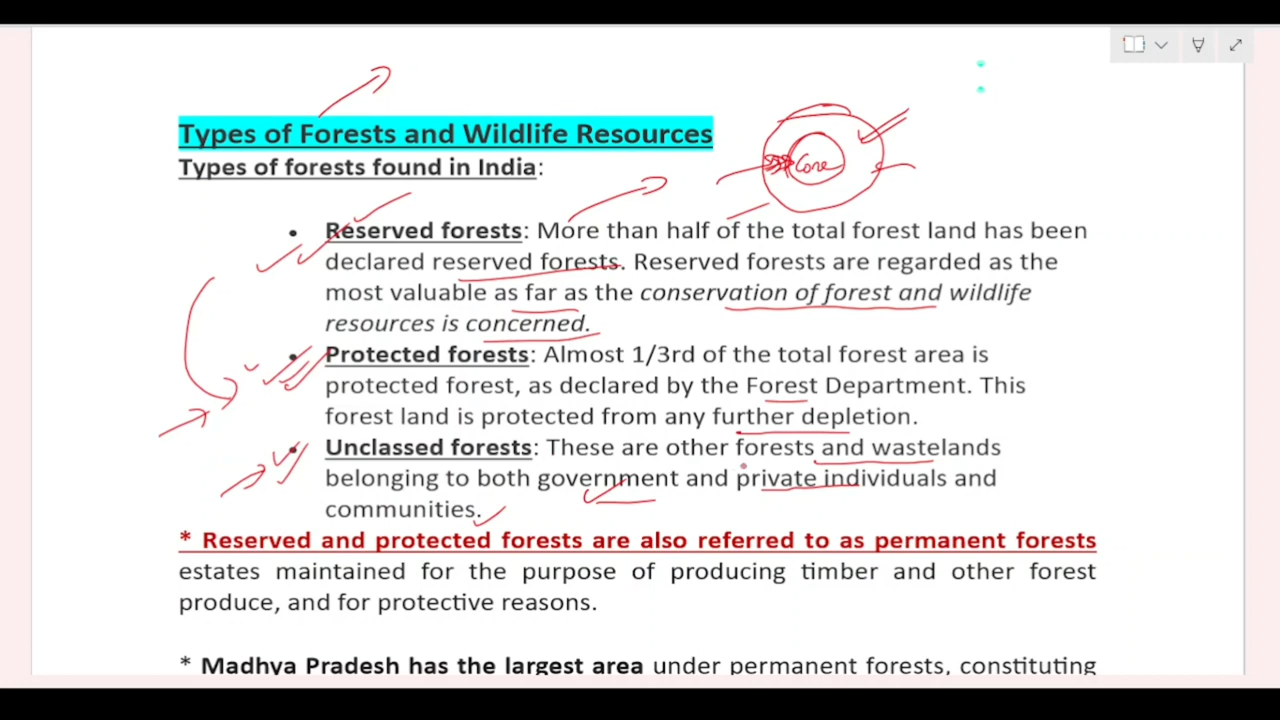 Types of Forests and Wildlife Resources
Types of forests found in India:
Core
• Reserved forests: More than half of the total forest land has been
declared reserved forests. Reserved forests are regarded as the
most valuable as far as the conservation of forest and wildlife
resources is concerned.
• Protected forests: Almost 1/3rd of the total forest area is
protected forest, as declared by the Forest Department. This
forest land is protected from any further depletion.
• Unclassed forests: These are other forests and wastelands
belonging to both government and private individuals and
communities.
* Reserved and protected forests are also referred to as permanent forests
estates maintained for the purpose of producing timber and other forest
produce, and for protective reasons.
* Madhya Pradesh has the largest area under permanent forests, constituting